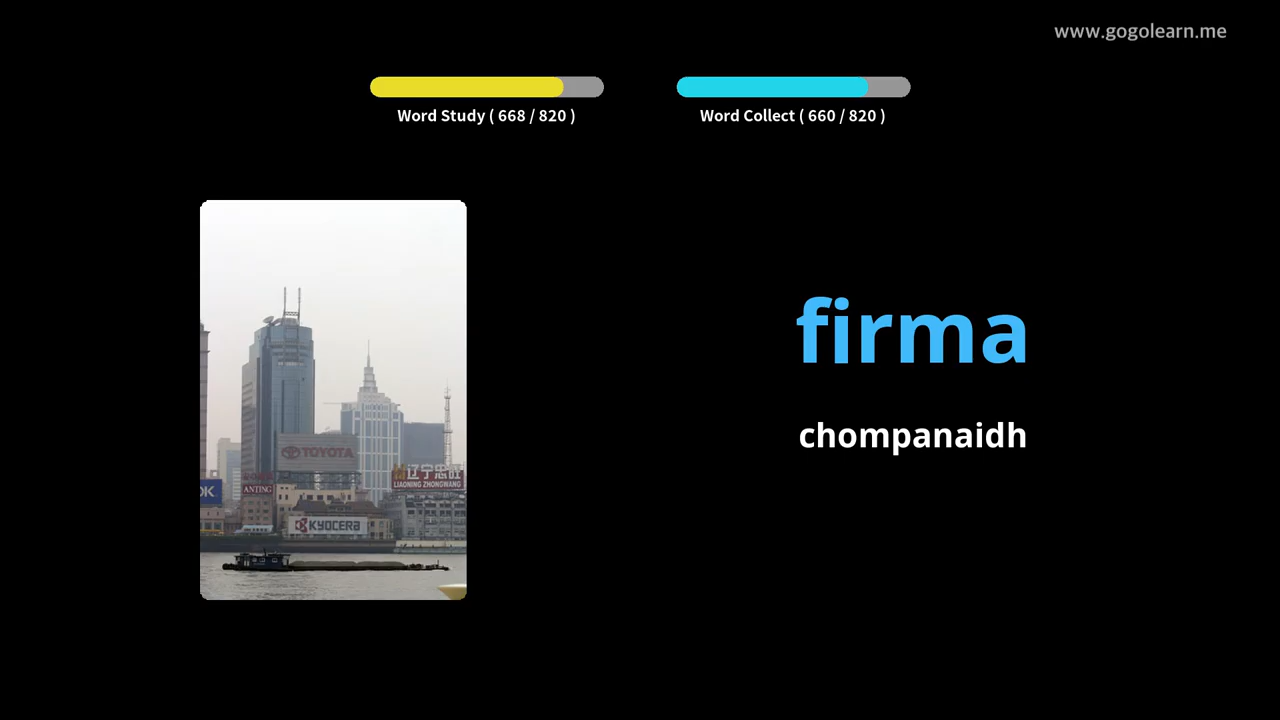 www.gogolearn.me
Word Study ( 668 / 820 )
Word Collect ( 660 / 820 )
firma
chompanaidh
TOYOTA
辽宁忠旺
LIAONING ZHONGWANG
OK
ANTING
KYOCERA